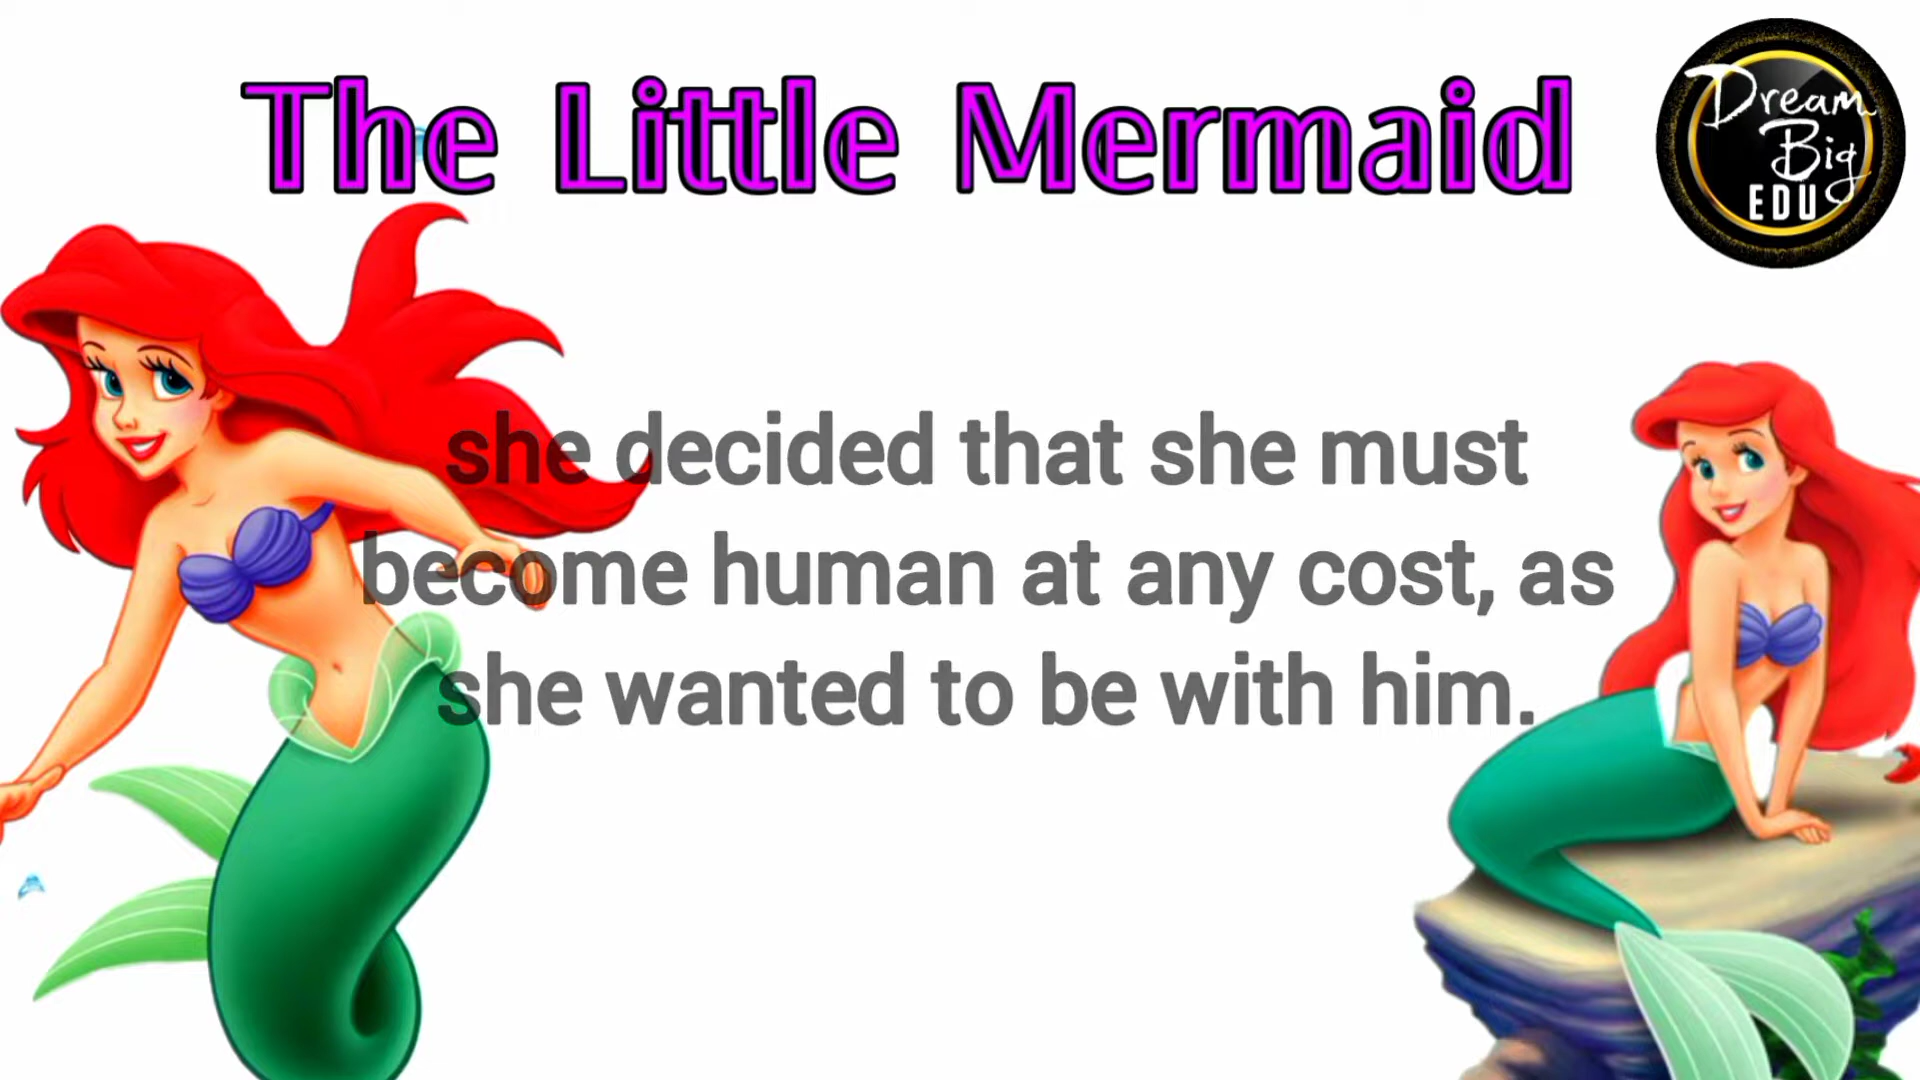 The Little Mermaid
Dream
Big
EDU
she decided that she must
become human at any cost, as
she wanted to be with him.